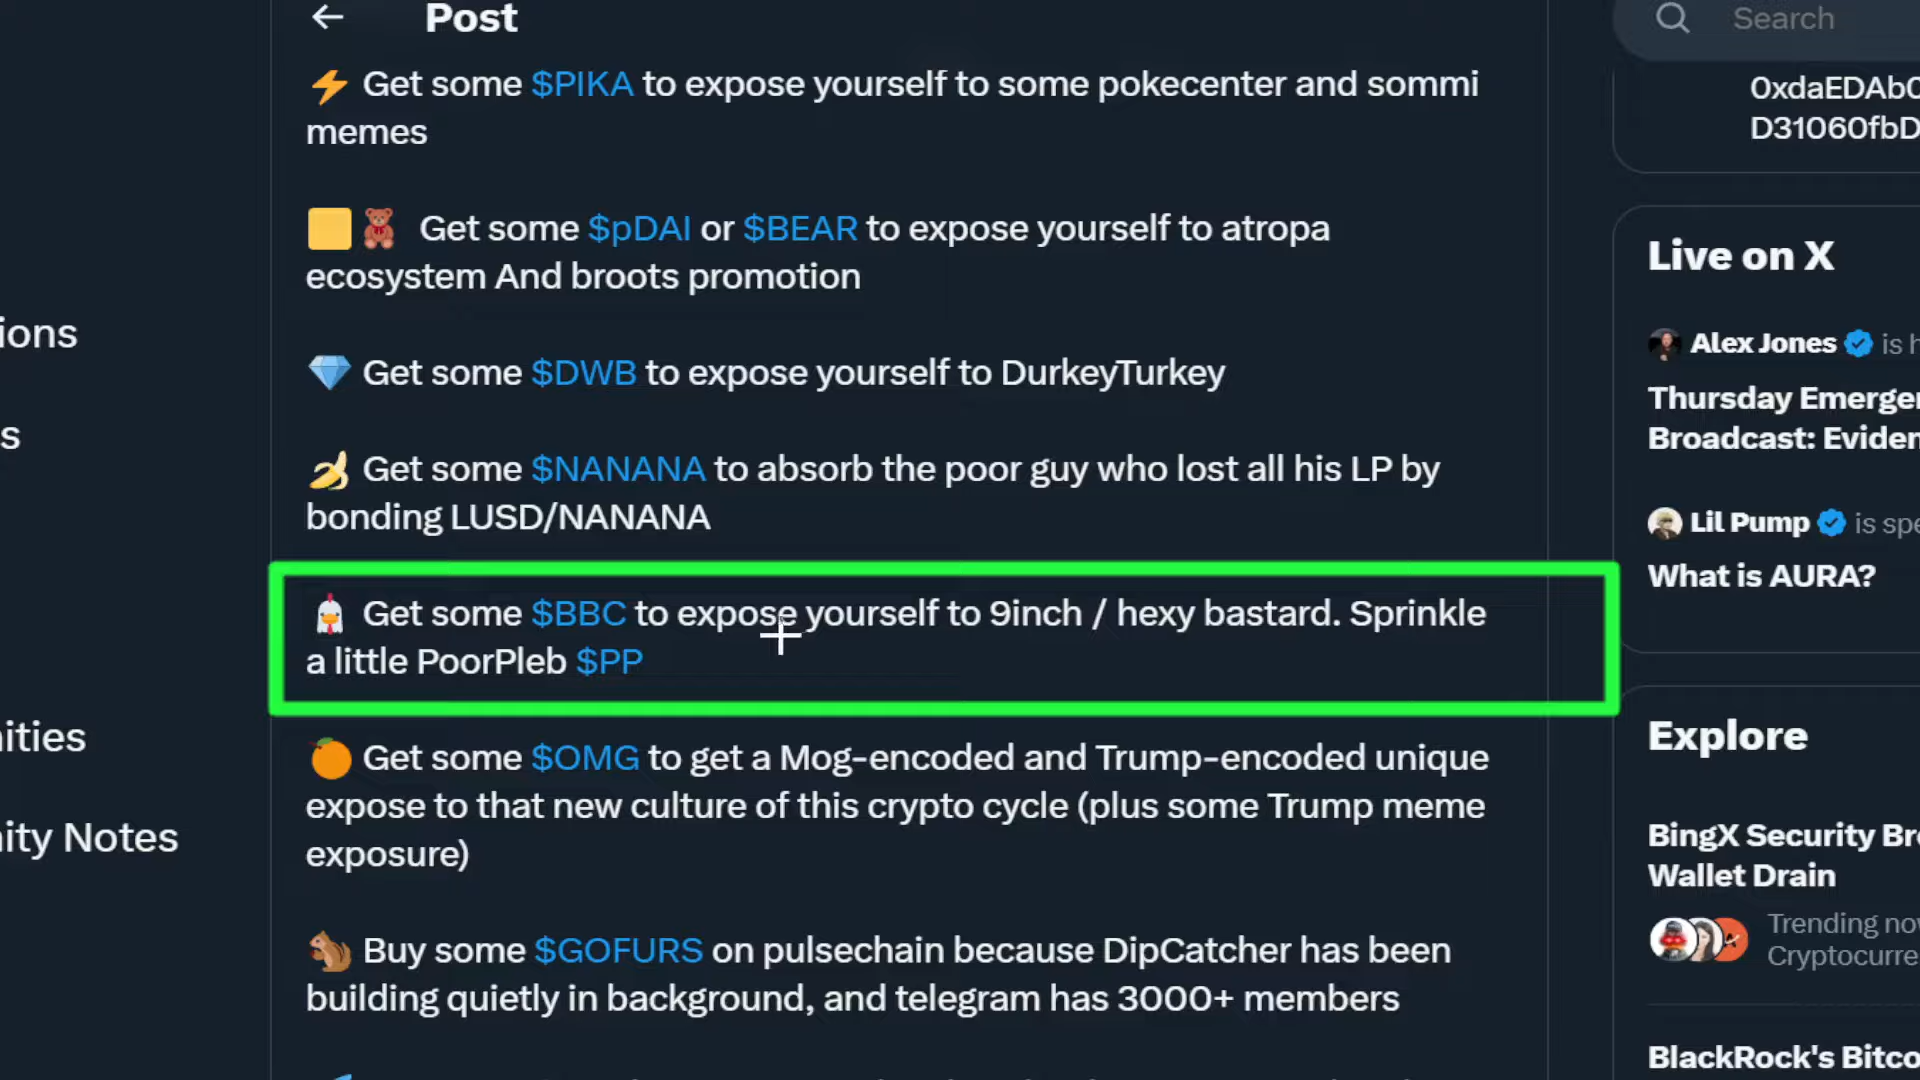 Post
⚡ Get some $PIKA to expose yourself to some pokecenter and sommi
memes
🟨🧸 Get some $pDAI or $BEAR to expose yourself to atropa
ecosystem And broots promotion
💎 Get some $DWB to expose yourself to DurkeyTurkey
🍌 Get some $NANANA to absorb the poor guy who lost all his LP by
bonding LUSD/NANANA
🐔 Get some $BBC to expose yourself to 9inch / hexy bastard. Sprinkle
a little PoorPleb $PP
🍊 Get some $OMG to get a Mog-encoded and Trump-encoded unique
expose to that new culture of this crypto cycle (plus some Trump meme
exposure)
🐿️ Buy some $GOFURS on pulsechain because DipCatcher has been
building quietly in background, and telegram has 3000+ members
ions
s
ities
ity Notes
Search
0xdaEDAb0
D31060fbD
Live on X
Alex Jones is h
Thursday Emerger
Broadcast: Eviden
Lil Pump is spe
What is AURA?
Explore
BingX Security Bre
Wallet Drain
Trending nov
Cryptocurre
BlackRock's Bitco